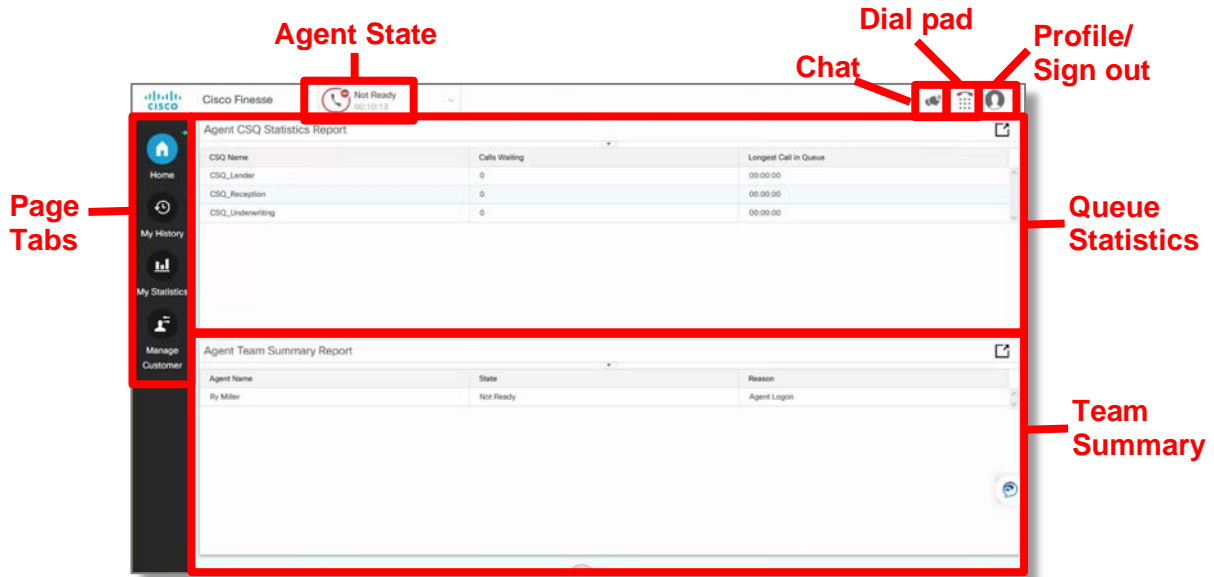 Dial pad
Agent State
Profile/
Sign out
Chat
CISCO
Cisco Finesse
Not Ready
00:10:13
Agent CSQ Statistics Report
CSQ Name Calls Waiting Longest Call in Queue
CSQ_Lender 0 00:00:00
CSQ_Reception 0 00:00:00
CSQ_Underwriting 0 00:00:00
Home
My History
My Statistics
Manage
Customer
Page
Tabs
Queue
Statistics
Agent Team Summary Report
Agent Name State Reason
Ry Miller Not Ready Agent Logon
Team
Summary